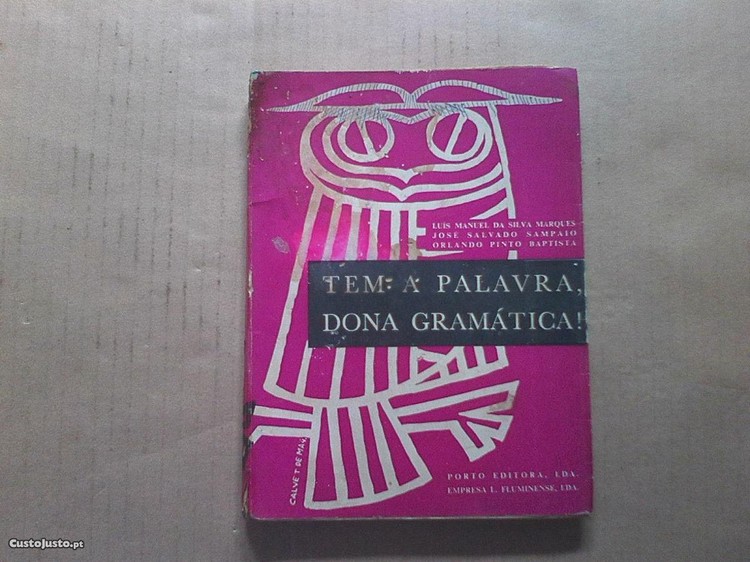 LUIS MANUEL DA SILVA MARQUES
JOSÉ SALVADO SAMPAIO
ORLANDO PINTO BAPTISTA
TEM A PALAVRA,
DONA GRAMÁTICA!
CALVET DE MAG.
PORTO EDITORA, LDA.
EMPRESA L. FLUMINENSE, LDA.
CustoJusto.pt